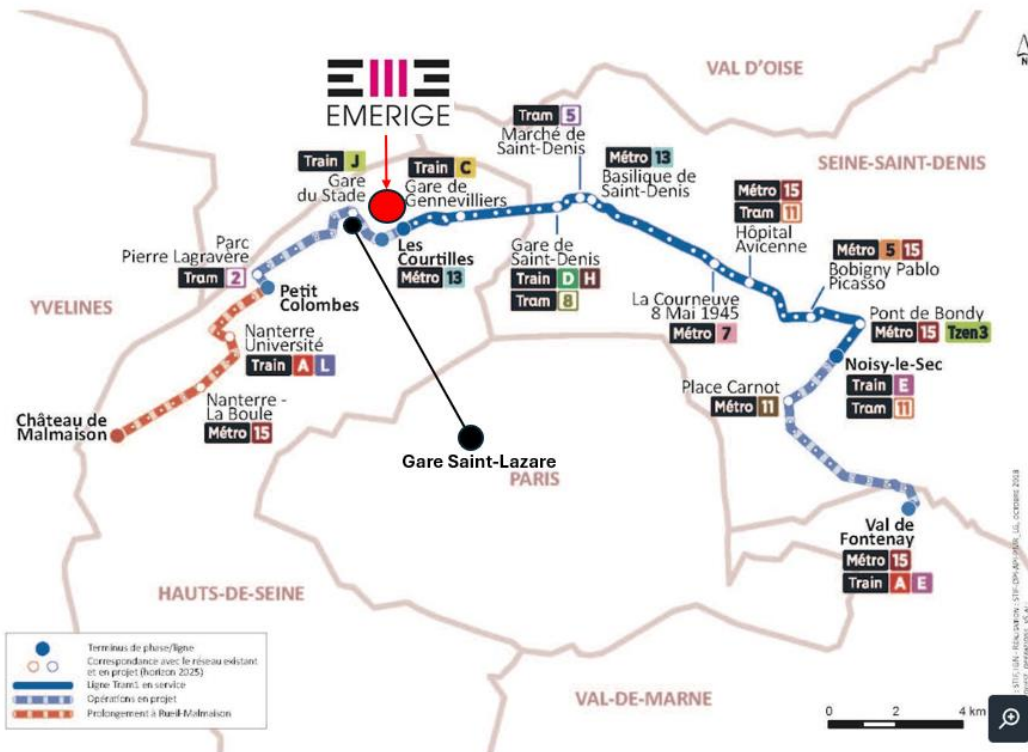 VAL D'OISE
EMERIGE
Tram 5
Marché de
Saint-Denis
Train J
Gare
du Stade
Train C
Gare de
Gennevilliers
Métro 13
Basilique de
Saint-Denis
SEINE-SAINT-DENIS
Métro 15
Tram 11
Hôpital
Avicenne
Parc
Pierre Lagravère
Tram 2
Les
Courtilles
Métro 13
Gare de
Saint-Denis
Train D H
Tram 8
Métro 5 15
Bobigny Pablo
Picasso
YVELINES
Petit
Colombes
La Courneuve
8 Mai 1945
Métro 7
Pont de Bondy
Métro 15 Tzen3
Nanterre
Université
Train A L
Noisy-le-Sec
Train E
Tram 11
Place Carnot
Métro 11
Nanterre -
La Boule
Métro 15
Château de
Malmaison
Gare Saint-Lazare
PARIS
Val de
Fontenay
Métro 15
Train A E
HAUTS-DE-SEINE
Terminus de phase/ligne
Correspondance avec le réseau existant
et en projet (horizon 2025)
Ligne Tram1 en service
Opérations en projet
Prolongement à Rueil-Malmaison
VAL-DE-MARNE
0 2 4 km